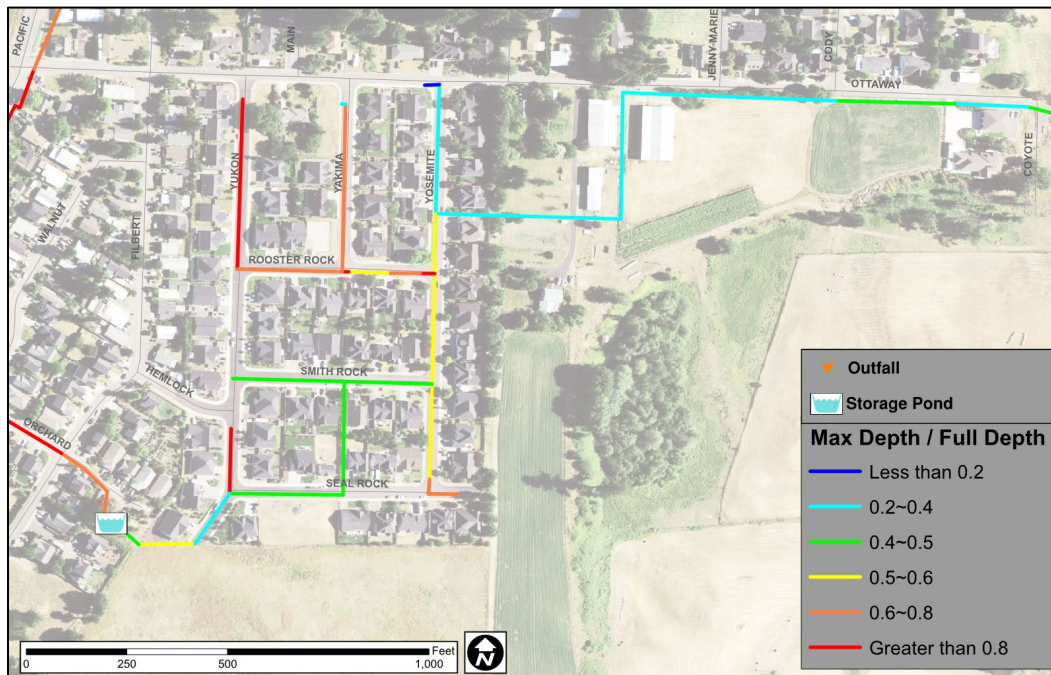 PACIFIC
MAIN
JENNY MARIE
CODY
OTTAWAY
WALNUT
FILBERT
YUKON
YAKIMA
YOSEMITE
COYOTE
ROOSTER ROCK
SMITH ROCK
HEMLOCK
ORCHARD
SEAL ROCK
Outfall
Storage Pond
Max Depth / Full Depth
Less than 0.2
0.2~0.4
0.4~0.5
0.5~0.6
0.6~0.8
Greater than 0.8
Feet
0 250 500 1,000
N